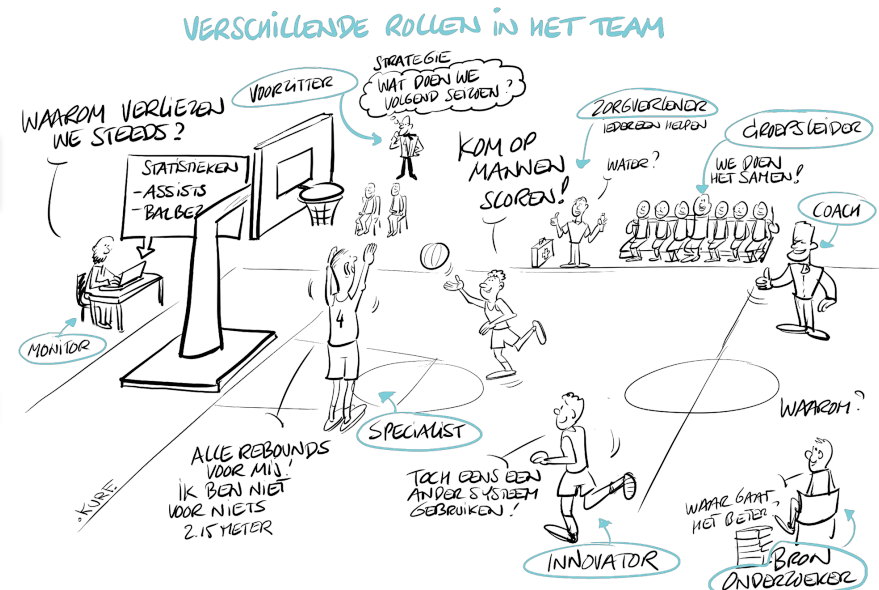 VERSCHILLENDE ROLLEN IN HET TEAM
WAAROM VERLIEZEN
WE STEEDS?
VOORZITTER
STRATEGIE
WAT DOEN WE
VOLGEND SEIZOEN?
STATISTIEKEN
- ASSISTS
- BALBEZ
KOM OP
MANNEN
SCOREN!
ZORGVERLENER
IEDEREEN HELPEN
WATER?
GROEPSLEIDER
WE DOEN
HET SAMEN!
COACH
MONITOR
4
SPECIALIST
ALLE REBOUNDS
VOOR MIJ!
IK BEN NIET
VOOR NIETS
2.15 METER
.KURF.
TOCH EENS EEN
ANDER SYSTEEM
GEBRUIKEN!
INNOVATOR
WAAROM?
WAAR GAAT
HET BETER?
BRON
ONDERZOEKER